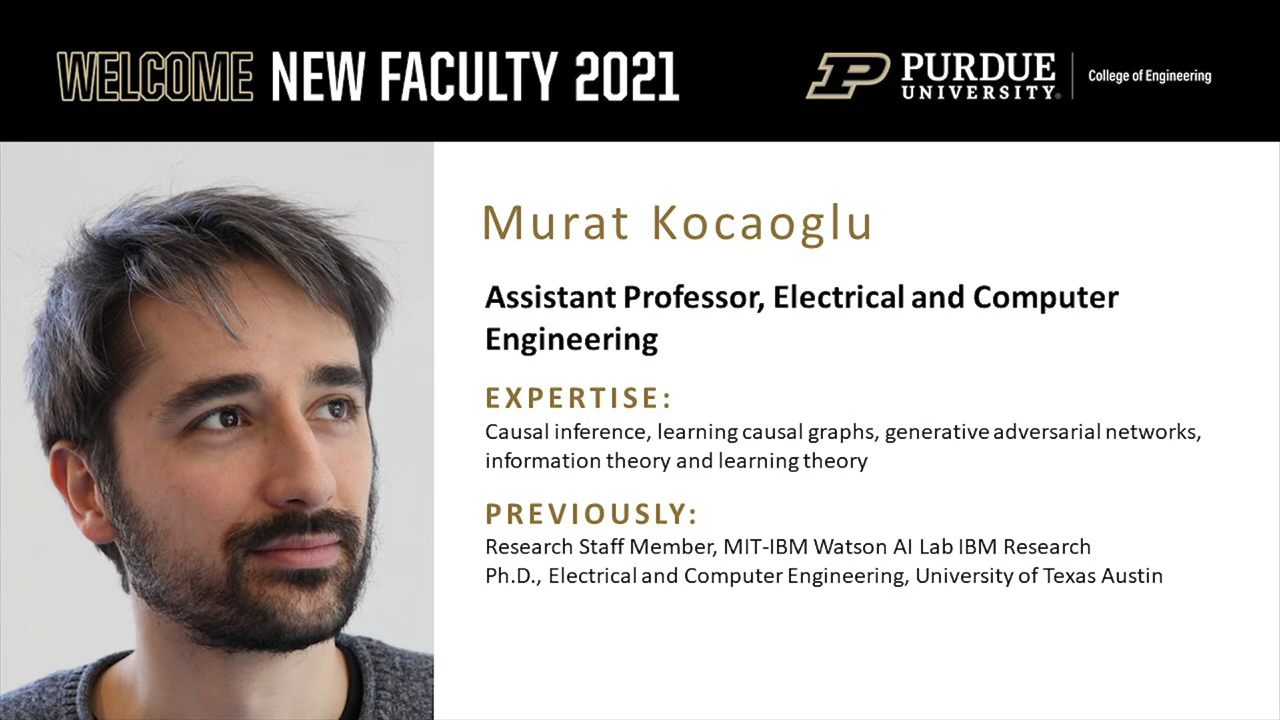 WELCOME NEW FACULTY 2021
P PURDUE UNIVERSITY® College of Engineering
Murat Kocaoglu
Assistant Professor, Electrical and Computer
Engineering
EXPERTISE:
Causal inference, learning causal graphs, generative adversarial networks,
information theory and learning theory
PREVIOUSLY:
Research Staff Member, MIT-IBM Watson AI Lab IBM Research
Ph.D., Electrical and Computer Engineering, University of Texas Austin